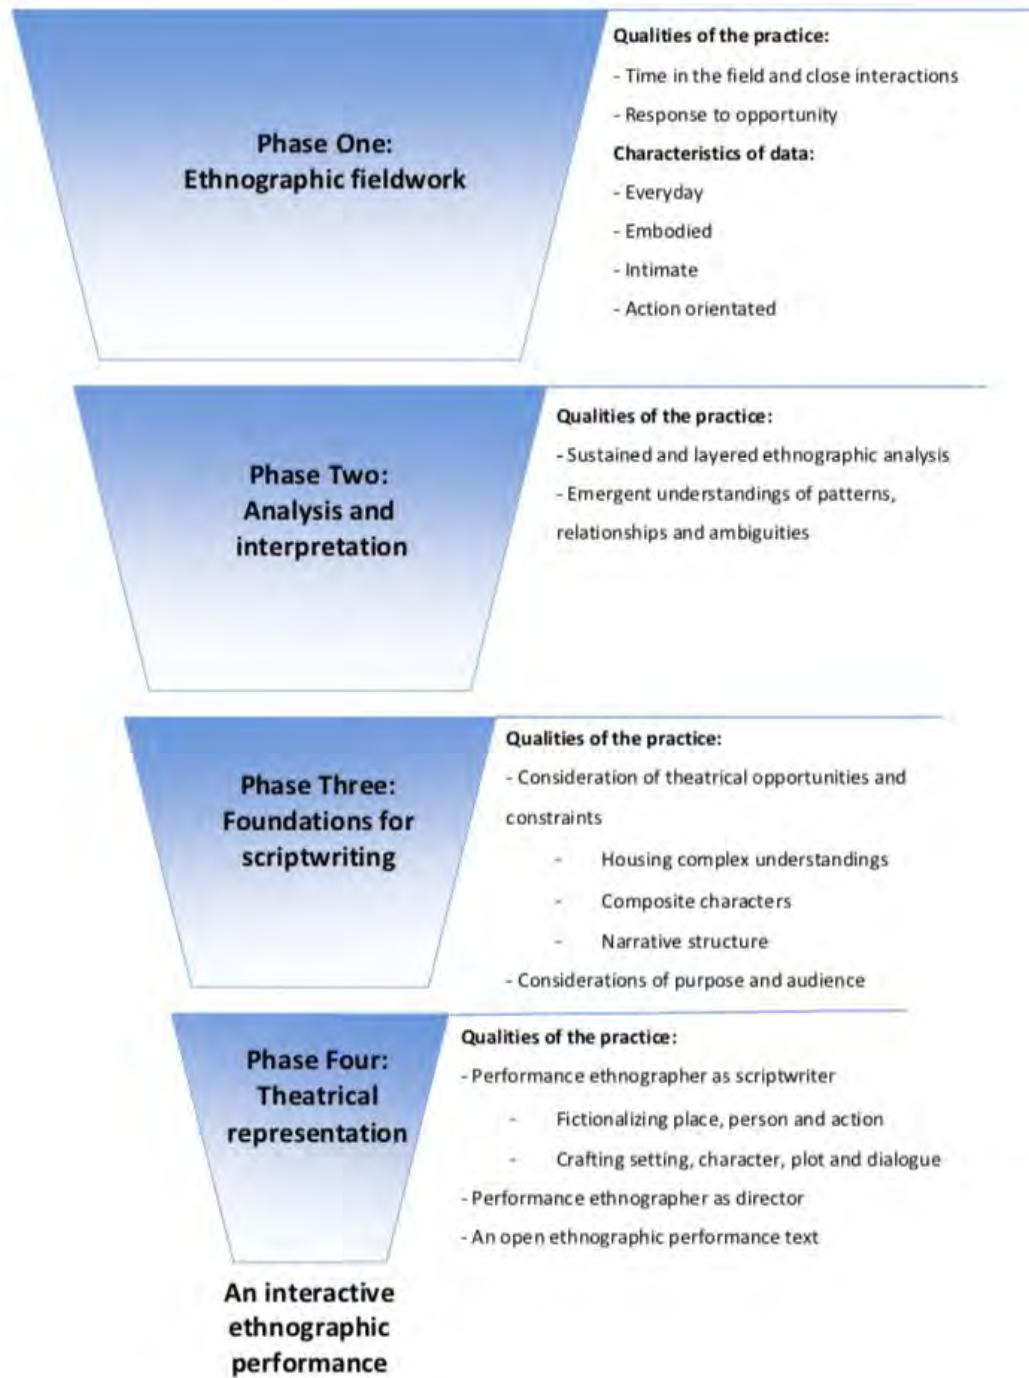 Phase One:
Ethnographic fieldwork
Qualities of the practice:
- Time in the field and close interactions
- Response to opportunity
Characteristics of data:
- Everyday
- Embodied
- Intimate
- Action orientated
Phase Two:
Analysis and
interpretation
Qualities of the practice:
- Sustained and layered ethnographic analysis
- Emergent understandings of patterns,
relationships and ambiguities
Phase Three:
Foundations for
scriptwriting
Qualities of the practice:
- Consideration of theatrical opportunities and
constraints
- Housing complex understandings
- Composite characters
- Narrative structure
- Considerations of purpose and audience
Phase Four:
Theatrical
representation
Qualities of the practice:
- Performance ethnographer as scriptwriter
- Fictionalizing place, person and action
- Crafting setting, character, plot and dialogue
- Performance ethnographer as director
- An open ethnographic performance text
An interactive
ethnographic
performance